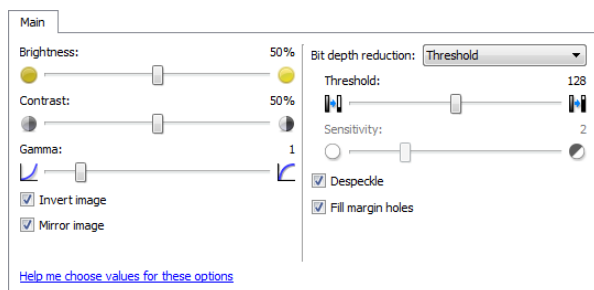 Main
Brightness: 50%
Contrast: 50%
Gamma: 1
Invert image
Mirror image
Help me choose values for these options
Bit depth reduction: Threshold
Threshold: 128
Sensitivity: 2
Despeckle
Fill margin holes